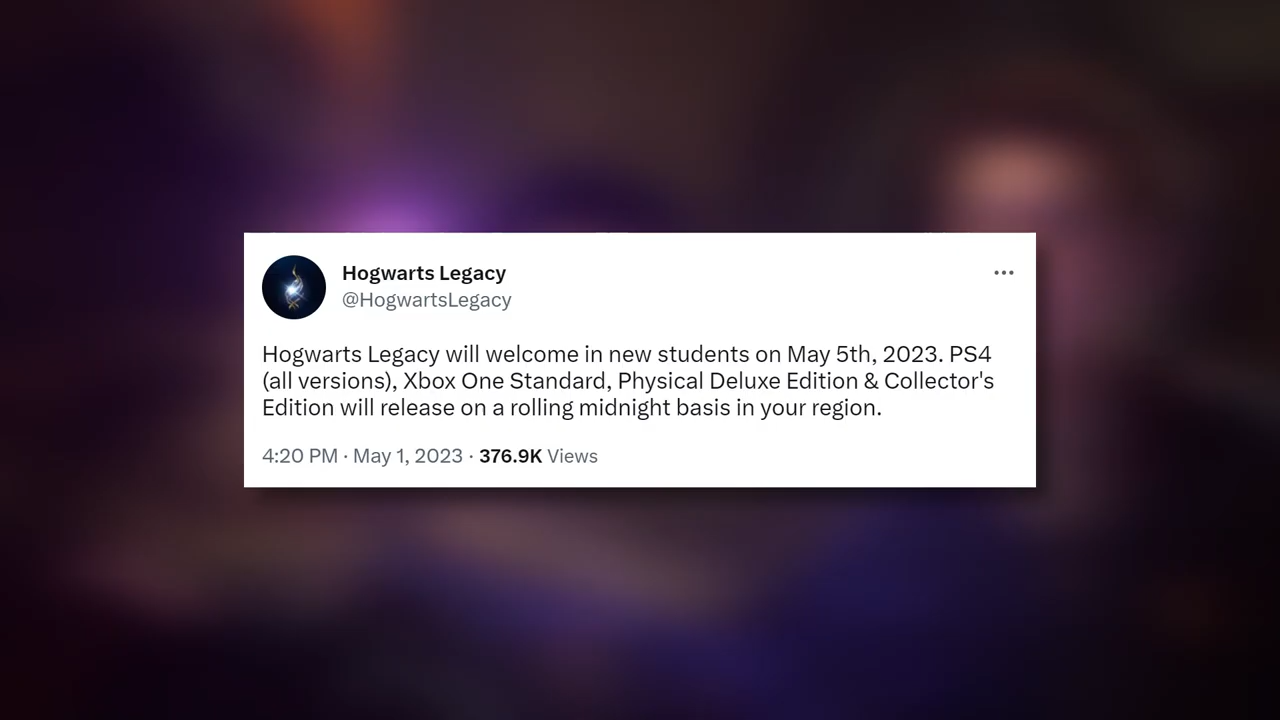 Hogwarts Legacy
@HogwartsLegacy
Hogwarts Legacy will welcome in new students on May 5th, 2023. PS4
(all versions), Xbox One Standard, Physical Deluxe Edition & Collector's
Edition will release on a rolling midnight basis in your region.
4:20 PM · May 1, 2023 · 376.9K Views